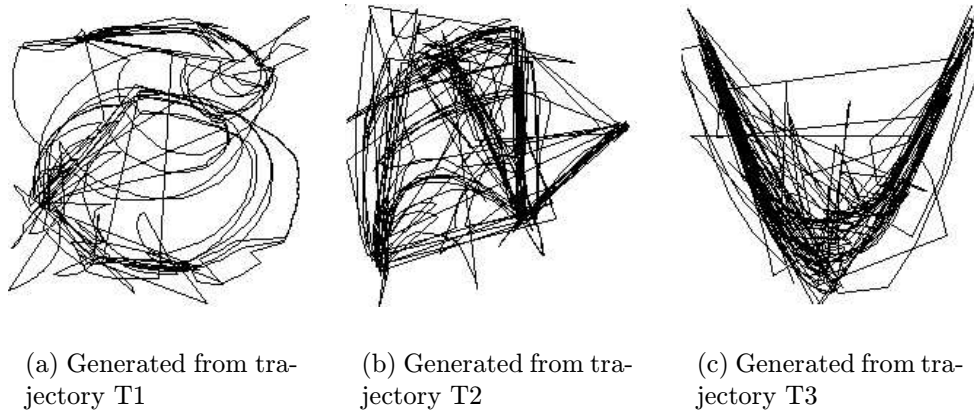 (a) Generated from tra-
jectory T1
(b) Generated from tra-
jectory T2
(c) Generated from tra-
jectory T3